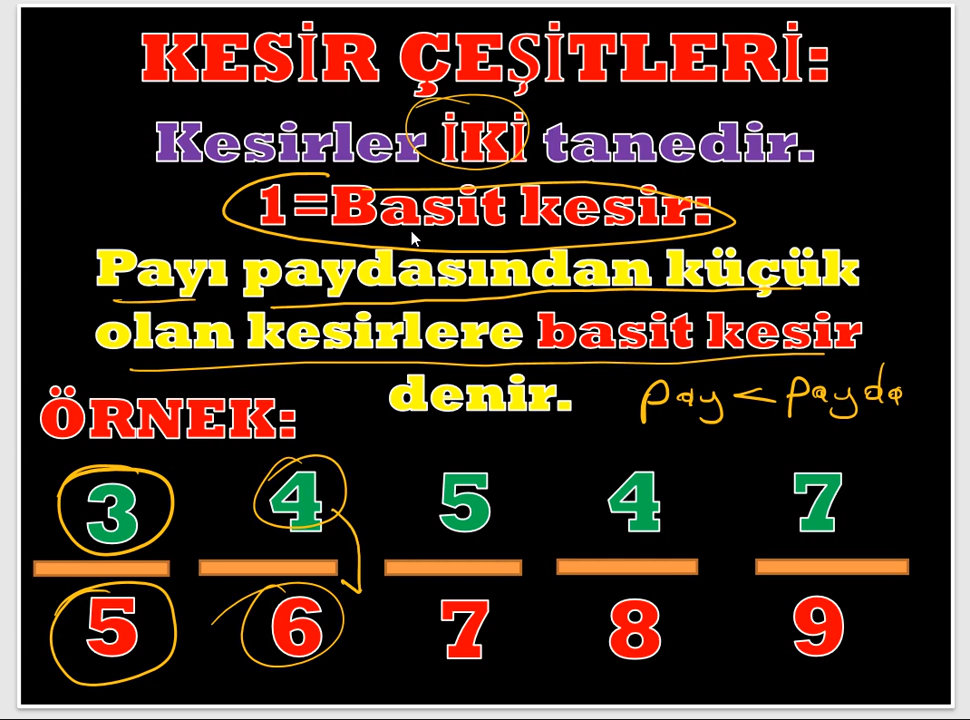 KESİR ÇEŞİTLERİ:
Kesirler İKİ tanedir.
1=Basit kesir:
Payı paydasından küçük
olan kesirlere basit kesir
denir.
pay < payda
ÖRNEK:
3 4 5 4 7
5 6 7 8 9